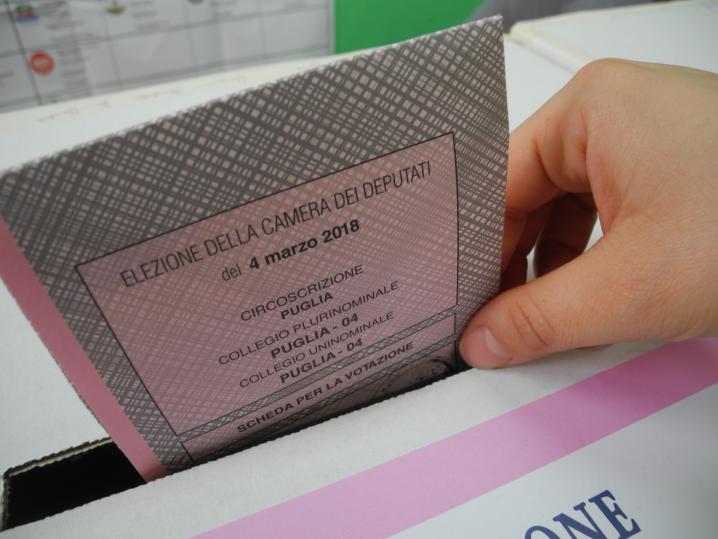 ELEZIONE DELLA CAMERA DEI DEPUTATI
del 4 marzo 2018
CIRCOSCRIZIONE
PUGLIA
COLLEGIO PLURINOMINALE
PUGLIA - 04
COLLEGIO UNINOMINALE
PUGLIA - 04
SCHEDA PER LA VOTAZIONE
ONE